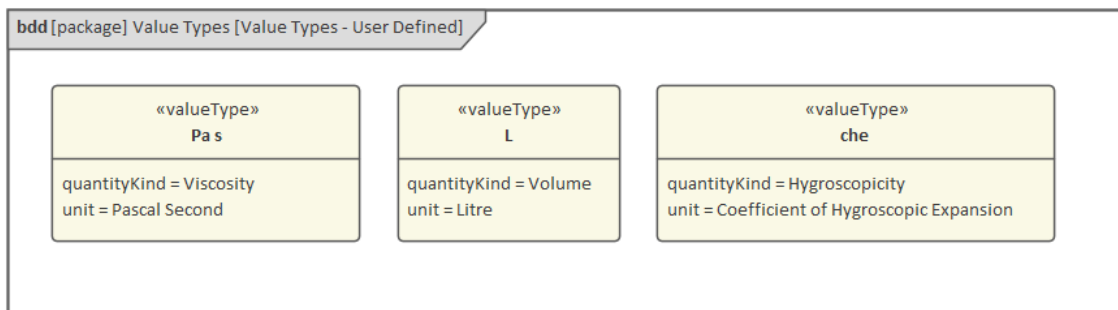 bdd [package] Value Types [Value Types - User Defined]
«valueType»
Pa s
quantityKind = Viscosity
unit = Pascal Second
«valueType»
L
quantityKind = Volume
unit = Litre
«valueType»
che
quantityKind = Hygroscopicity
unit = Coefficient of Hygroscopic Expansion